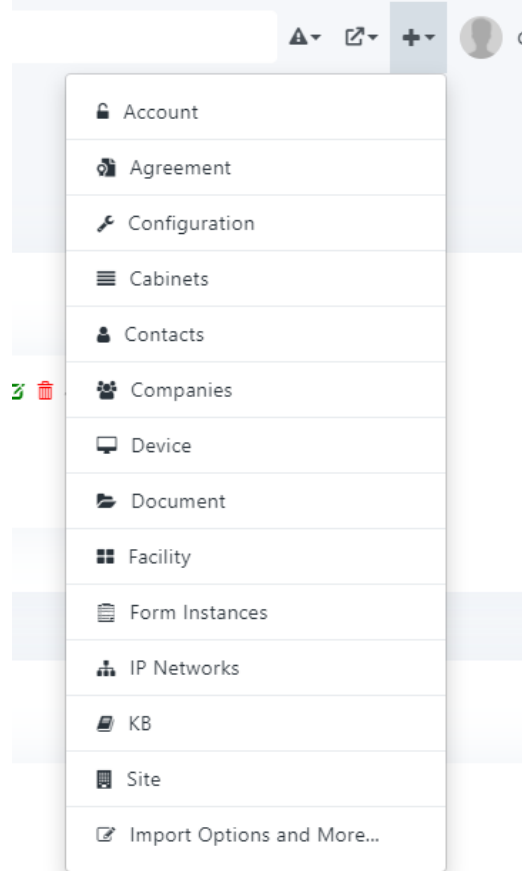 Account
Agreement
Configuration
Cabinets
Contacts
Companies
Device
Document
Facility
Form Instances
IP Networks
KB
Site
Import Options and More...